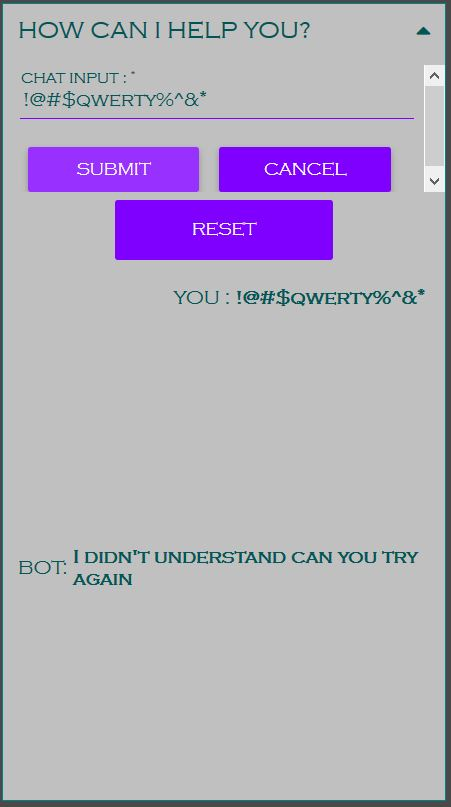 HOW CAN I HELP YOU?
CHAT INPUT : *
!@#$QWERTY%^&*
SUBMIT
CANCEL
RESET
YOU : !@#$QWERTY%^&*
BOT: I DIDN'T UNDERSTAND CAN YOU TRY
AGAIN